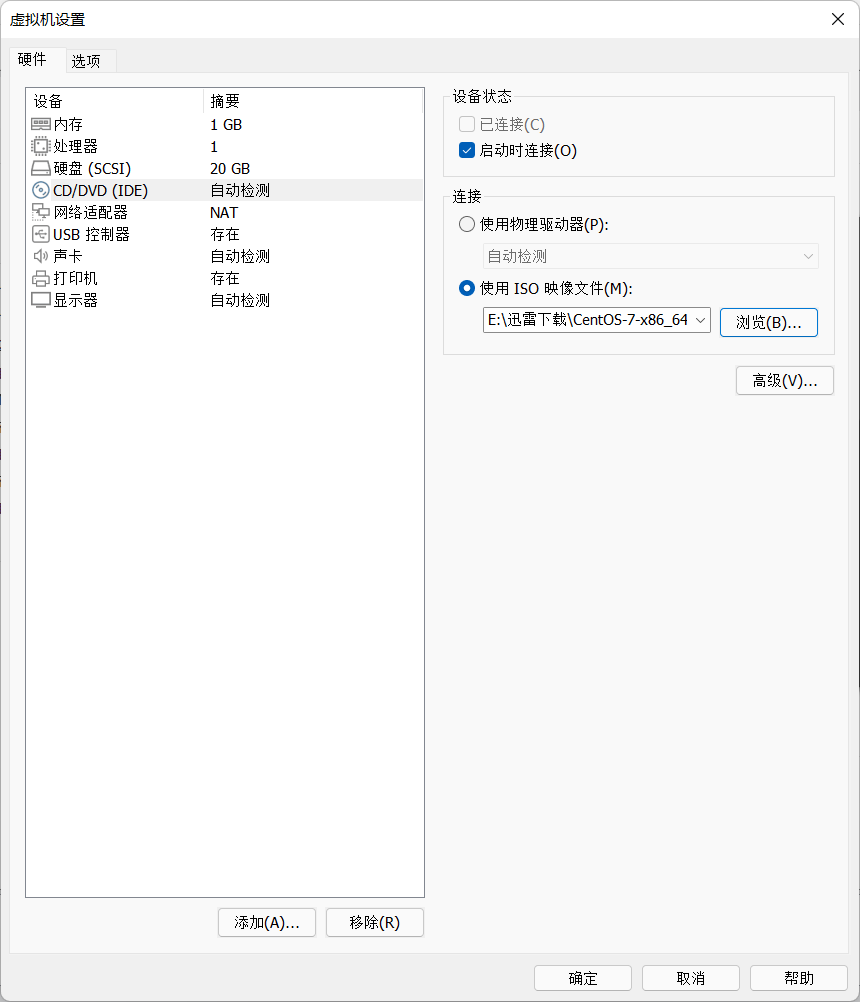 虚拟机设置
硬件 选项
设备 摘要
内存 1 GB
处理器 1
硬盘 (SCSI) 20 GB
CD/DVD (IDE) 自动检测
网络适配器 NAT
USB 控制器 存在
声卡 自动检测
打印机 存在
显示器 自动检测
添加(A)... 移除(R)
设备状态
已连接(C)
启动时连接(O)
连接
使用物理驱动器(P):
自动检测
使用 ISO 映像文件(M):
E:\迅雷下载\CentOS-7-x86_64 浏览(B)...
高级(V)...
确定 取消 帮助